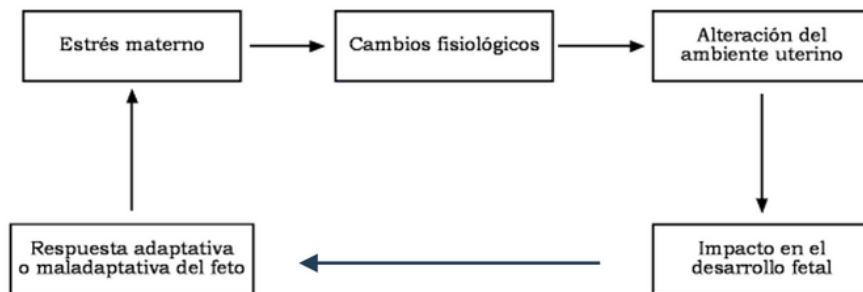 Estrés materno
Cambios fisiológicos
Alteración del
ambiente uterino
Respuesta adaptativa
o maladaptativa del feto
Impacto en el
desarrollo fetal